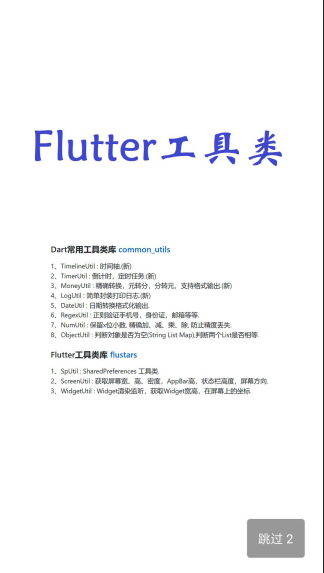 Flutter工具类
Dart常用工具类库 common_utils
1、TimelineUtil : 时间轴.(新)
2、TimerUtil : 倒计时，定时任务.(新)
3、MoneyUtil : 精确转换，元转分，分转元，支持格式输出.(新)
4、LogUtil : 简单封装打印日志.(新)
5、DateUtil : 日期转换格式化输出.
6、RegexUtil : 正则验证手机号，身份证，邮箱等等.
7、NumUtil : 保留x位小数, 精确加、减、乘、除, 防止精度丢失.
8、ObjectUtil : 判断对象是否为空(String List Map),判断两个List是否相等.
Flutter工具类库 flustars
1、SpUtil : SharedPreferences 工具类.
2、ScreenUtil : 获取屏幕宽、高、密度，AppBar高，状态栏高度，屏幕方向.
3、WidgetUtil : Widget渲染监听，获取Widget宽高，在屏幕上的坐标.
跳过 2